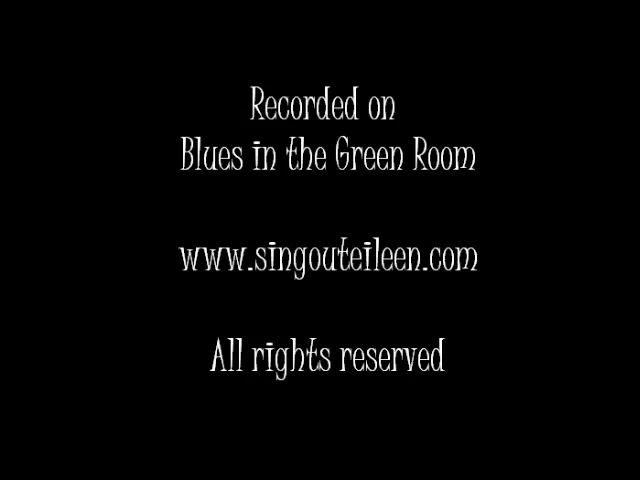 Recorded on
Blues in the Green Room
www.singouteileen.com
All rights reserved